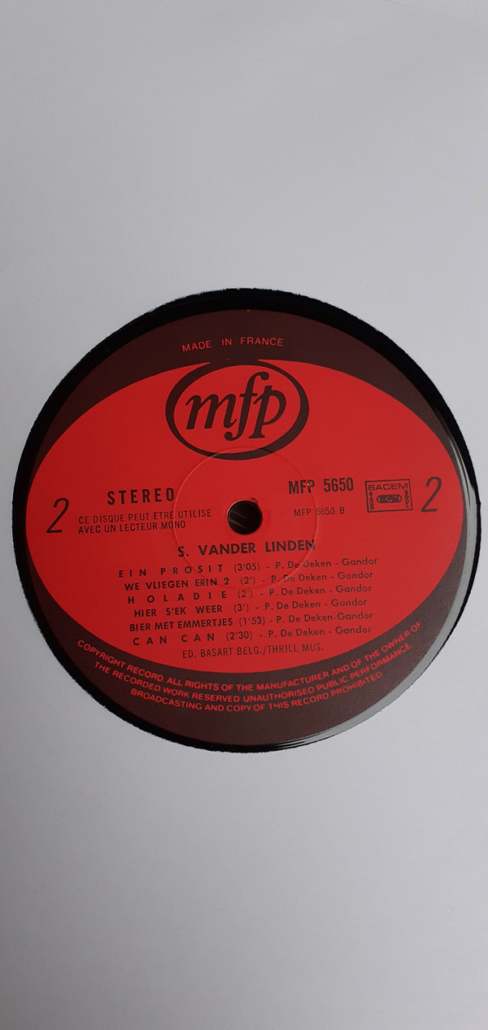 MADE IN FRANCE
mfp
2
STEREO
CE DISQUE PEUT ETRE UTILISE
AVEC UN LECTEUR MONO
MFP 5650
MFP 5650 B
SACEM
2
S. VANDER LINDEN
EIN PROSIT (3'05) - P. De Deken - Gandor
WE VLIEGEN ERIN 2 (2') - P. De Deken - Gandor
HOLADIE (2') - P. De Deken - Gandor
HIER S'EK WEER (3') - P. De Deken - Gandor
BIER MET EMMERTJES (1'53) - P. De Deken-Gandor
CAN CAN (2'30) - P. De Deken - Gandor
ED. BASART BELG./THRILL MUS.
COPYRIGHT RECORD. ALL RIGHTS OF THE MANUFACTURER AND OF THE OWNER OF
THE RECORDED WORK RESERVED UNAUTHORISED PUBLIC PERFORMANCE
BROADCASTING AND COPY OF THIS RECORD PROHIBITED